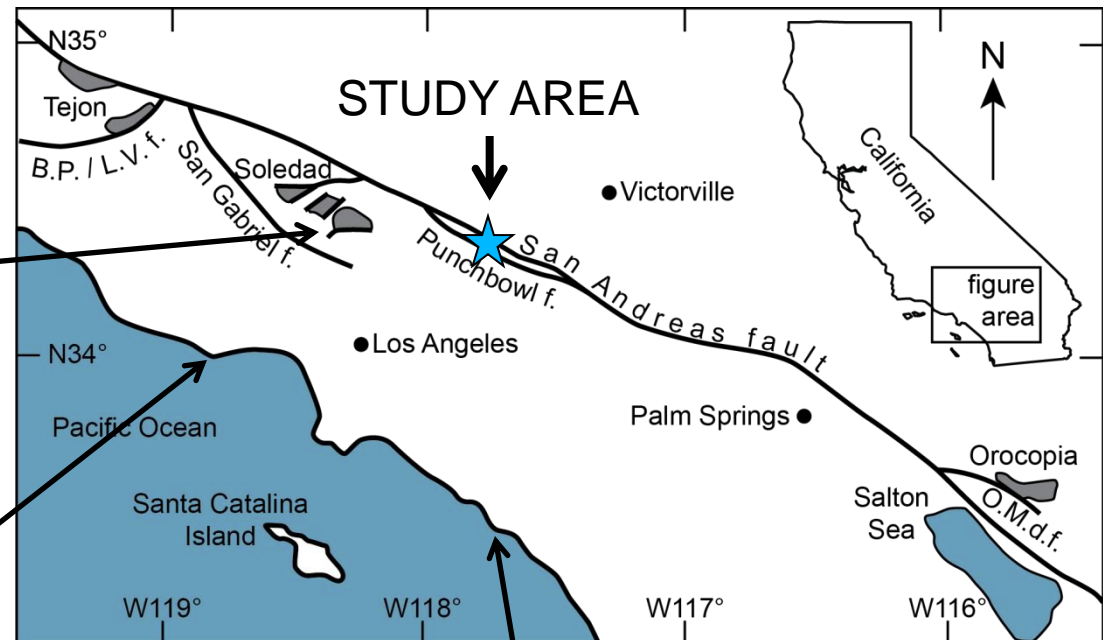 N35°
Tejon
B.P. / L.V. f.
San Gabriel f.
Soledad
STUDY AREA
Victorville
Punchbowl f.
San Andreas fault
N
California
figure
area
N34°
Los Angeles
Pacific Ocean
Palm Springs
Santa Catalina
Island
Orocopia
O.M.d.f.
Salton
Sea
W119°
W118°
W117°
W116°